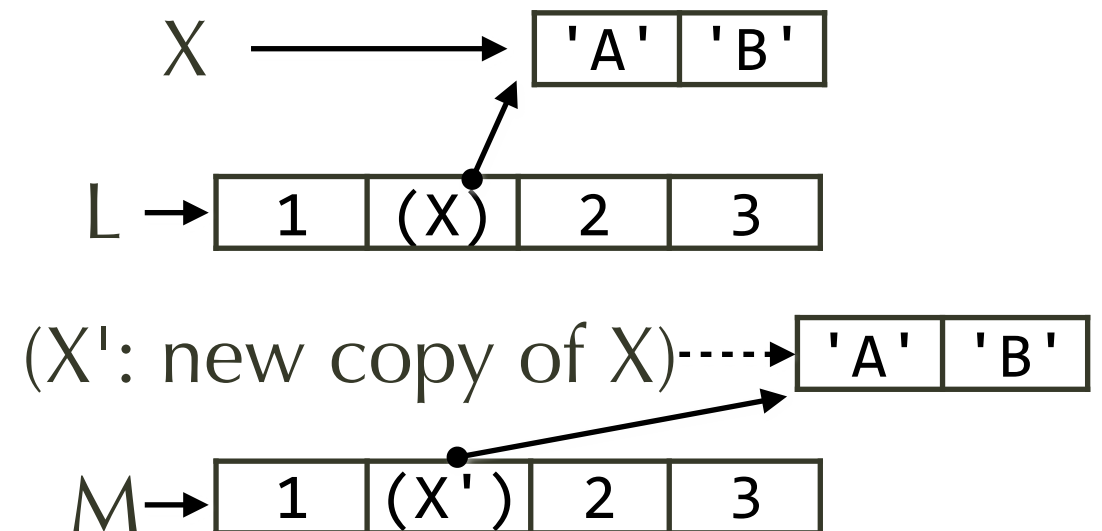 X 'A' 'B'
L 1 (X) 2 3
(X': new copy of X) 'A' 'B'
M 1 (X') 2 3